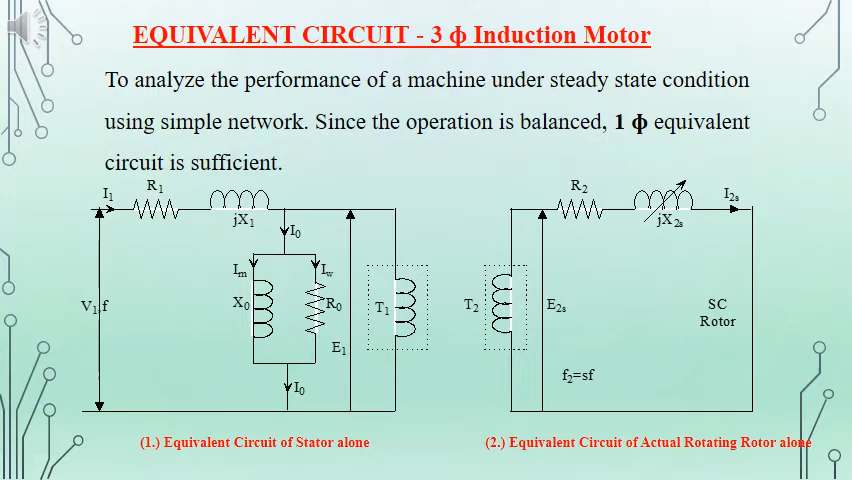 EQUIVALENT CIRCUIT - 3 ϕ Induction Motor
To analyze the performance of a machine under steady state condition
using simple network. Since the operation is balanced, 1 ϕ equivalent
circuit is sufficient.
I1
R1
jX1
I0
Im
Iw
X0
R0
V1,f
E1
T1
I0
R2
jX2s
I2s
T2
E2s
SC
Rotor
f2=sf
(1.) Equivalent Circuit of Stator alone
(2.) Equivalent Circuit of Actual Rotating Rotor alone